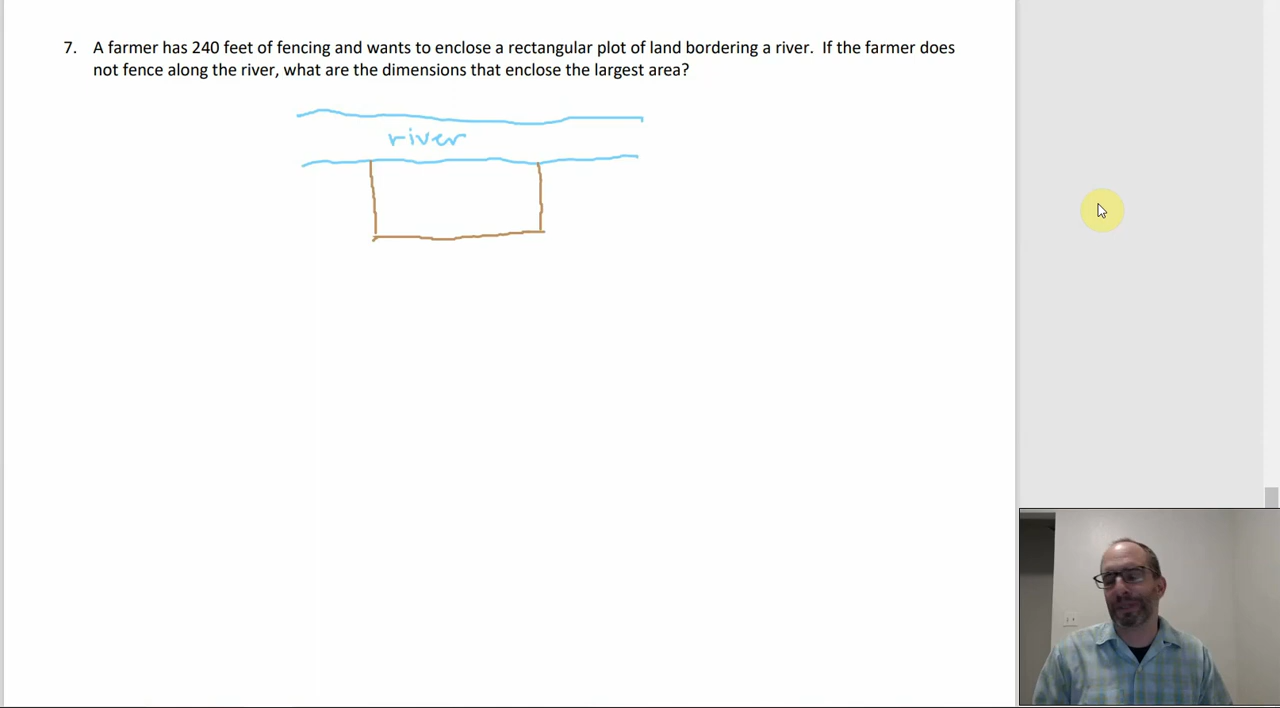 7. A farmer has 240 feet of fencing and wants to enclose a rectangular plot of land bordering a river. If the farmer does
not fence along the river, what are the dimensions that enclose the largest area?
river